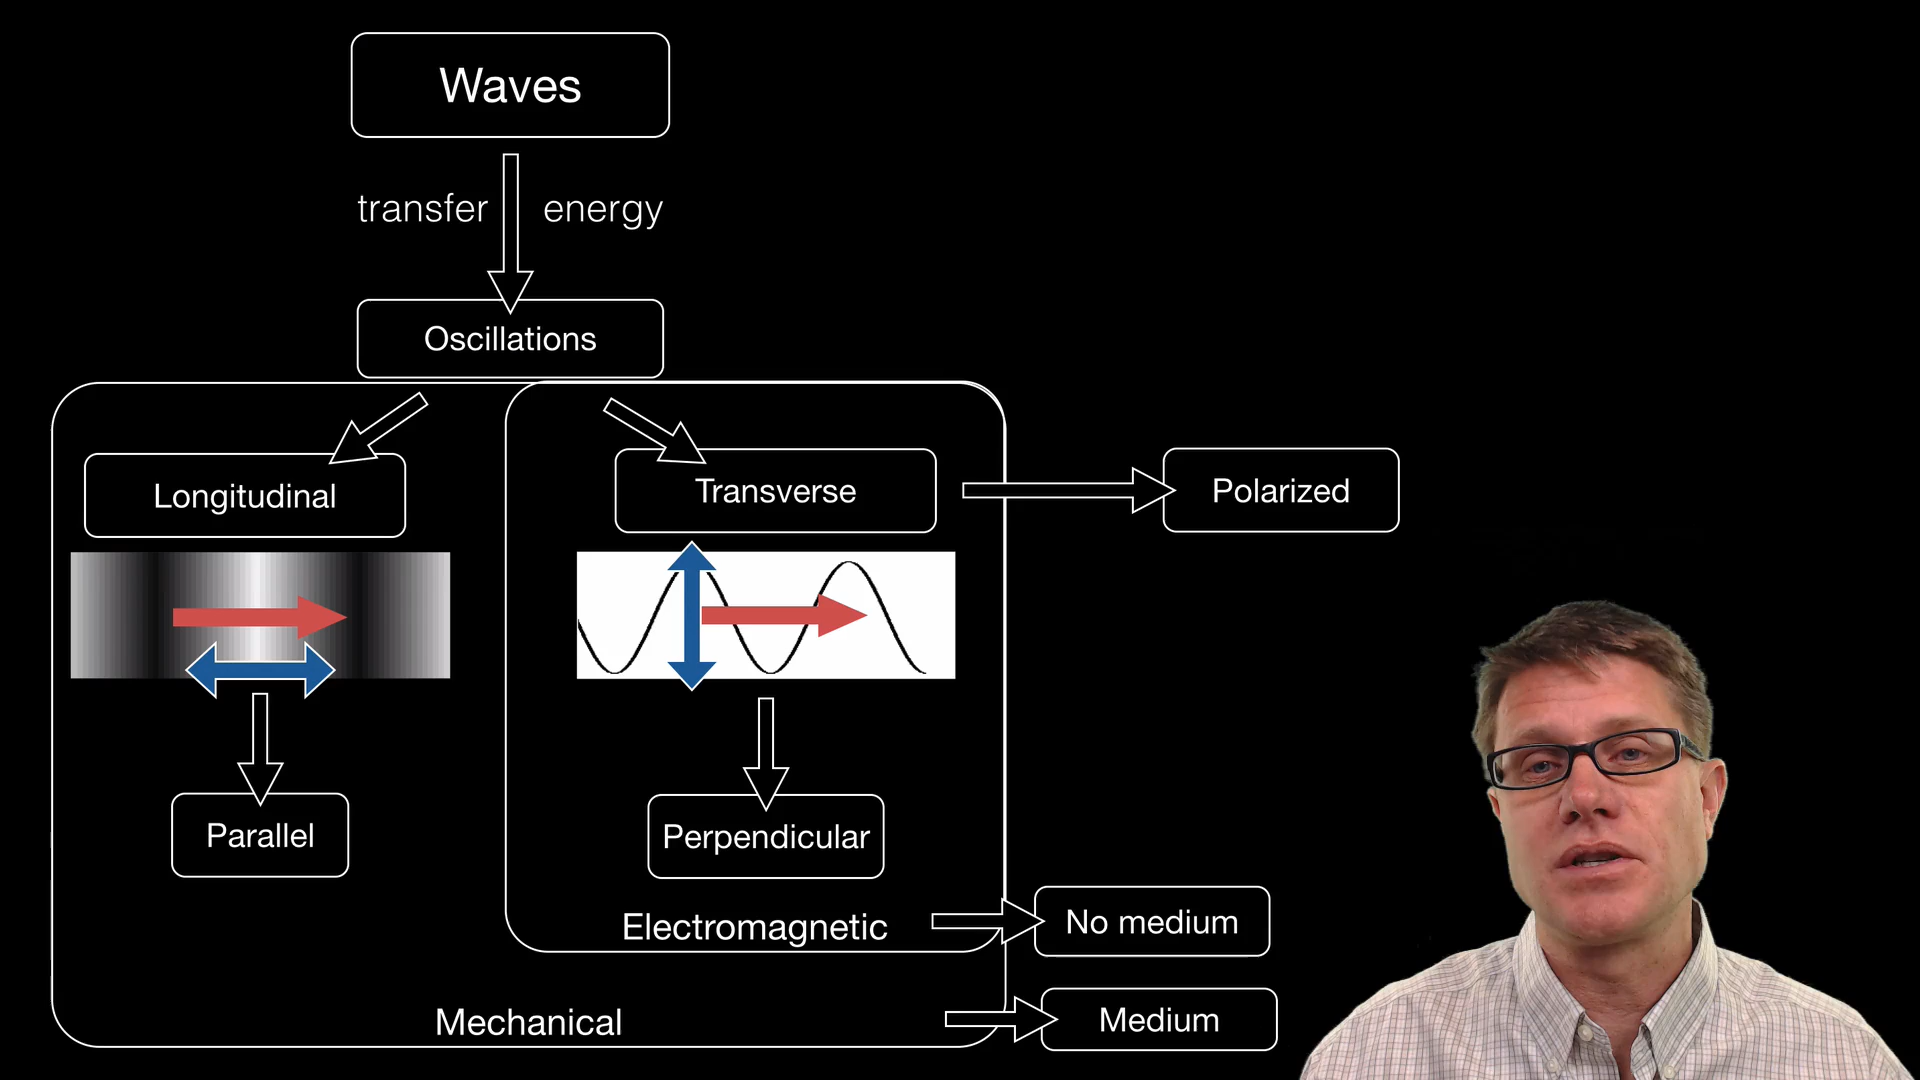 Waves
transfer energy
Oscillations
Longitudinal
Transverse
Polarized
Parallel
Perpendicular
Electromagnetic
No medium
Mechanical
Medium